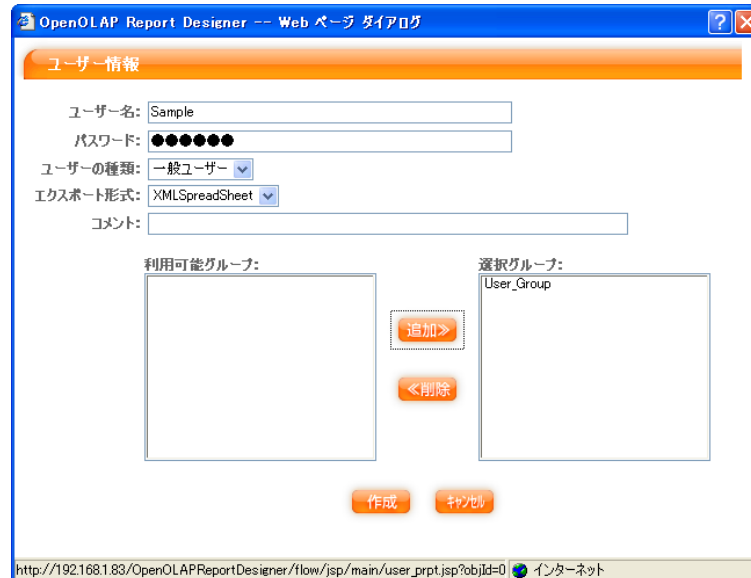 OpenOLAP Report Designer -- Web ページ ダイアログ
ユーザー情報
ユーザー名: Sample
パスワード: ●●●●●●
ユーザーの種類: 一般ユーザー
エクスポート形式: XMLSpreadSheet
コメント:
利用可能グループ: 選択グループ:
User_Group
追加≫
≪削除
作成 キャンセル
http://192.168.1.83/OpenOLAPReportDesigner/flow/jsp/main/user_prpt.jsp?objId=0 インターネット